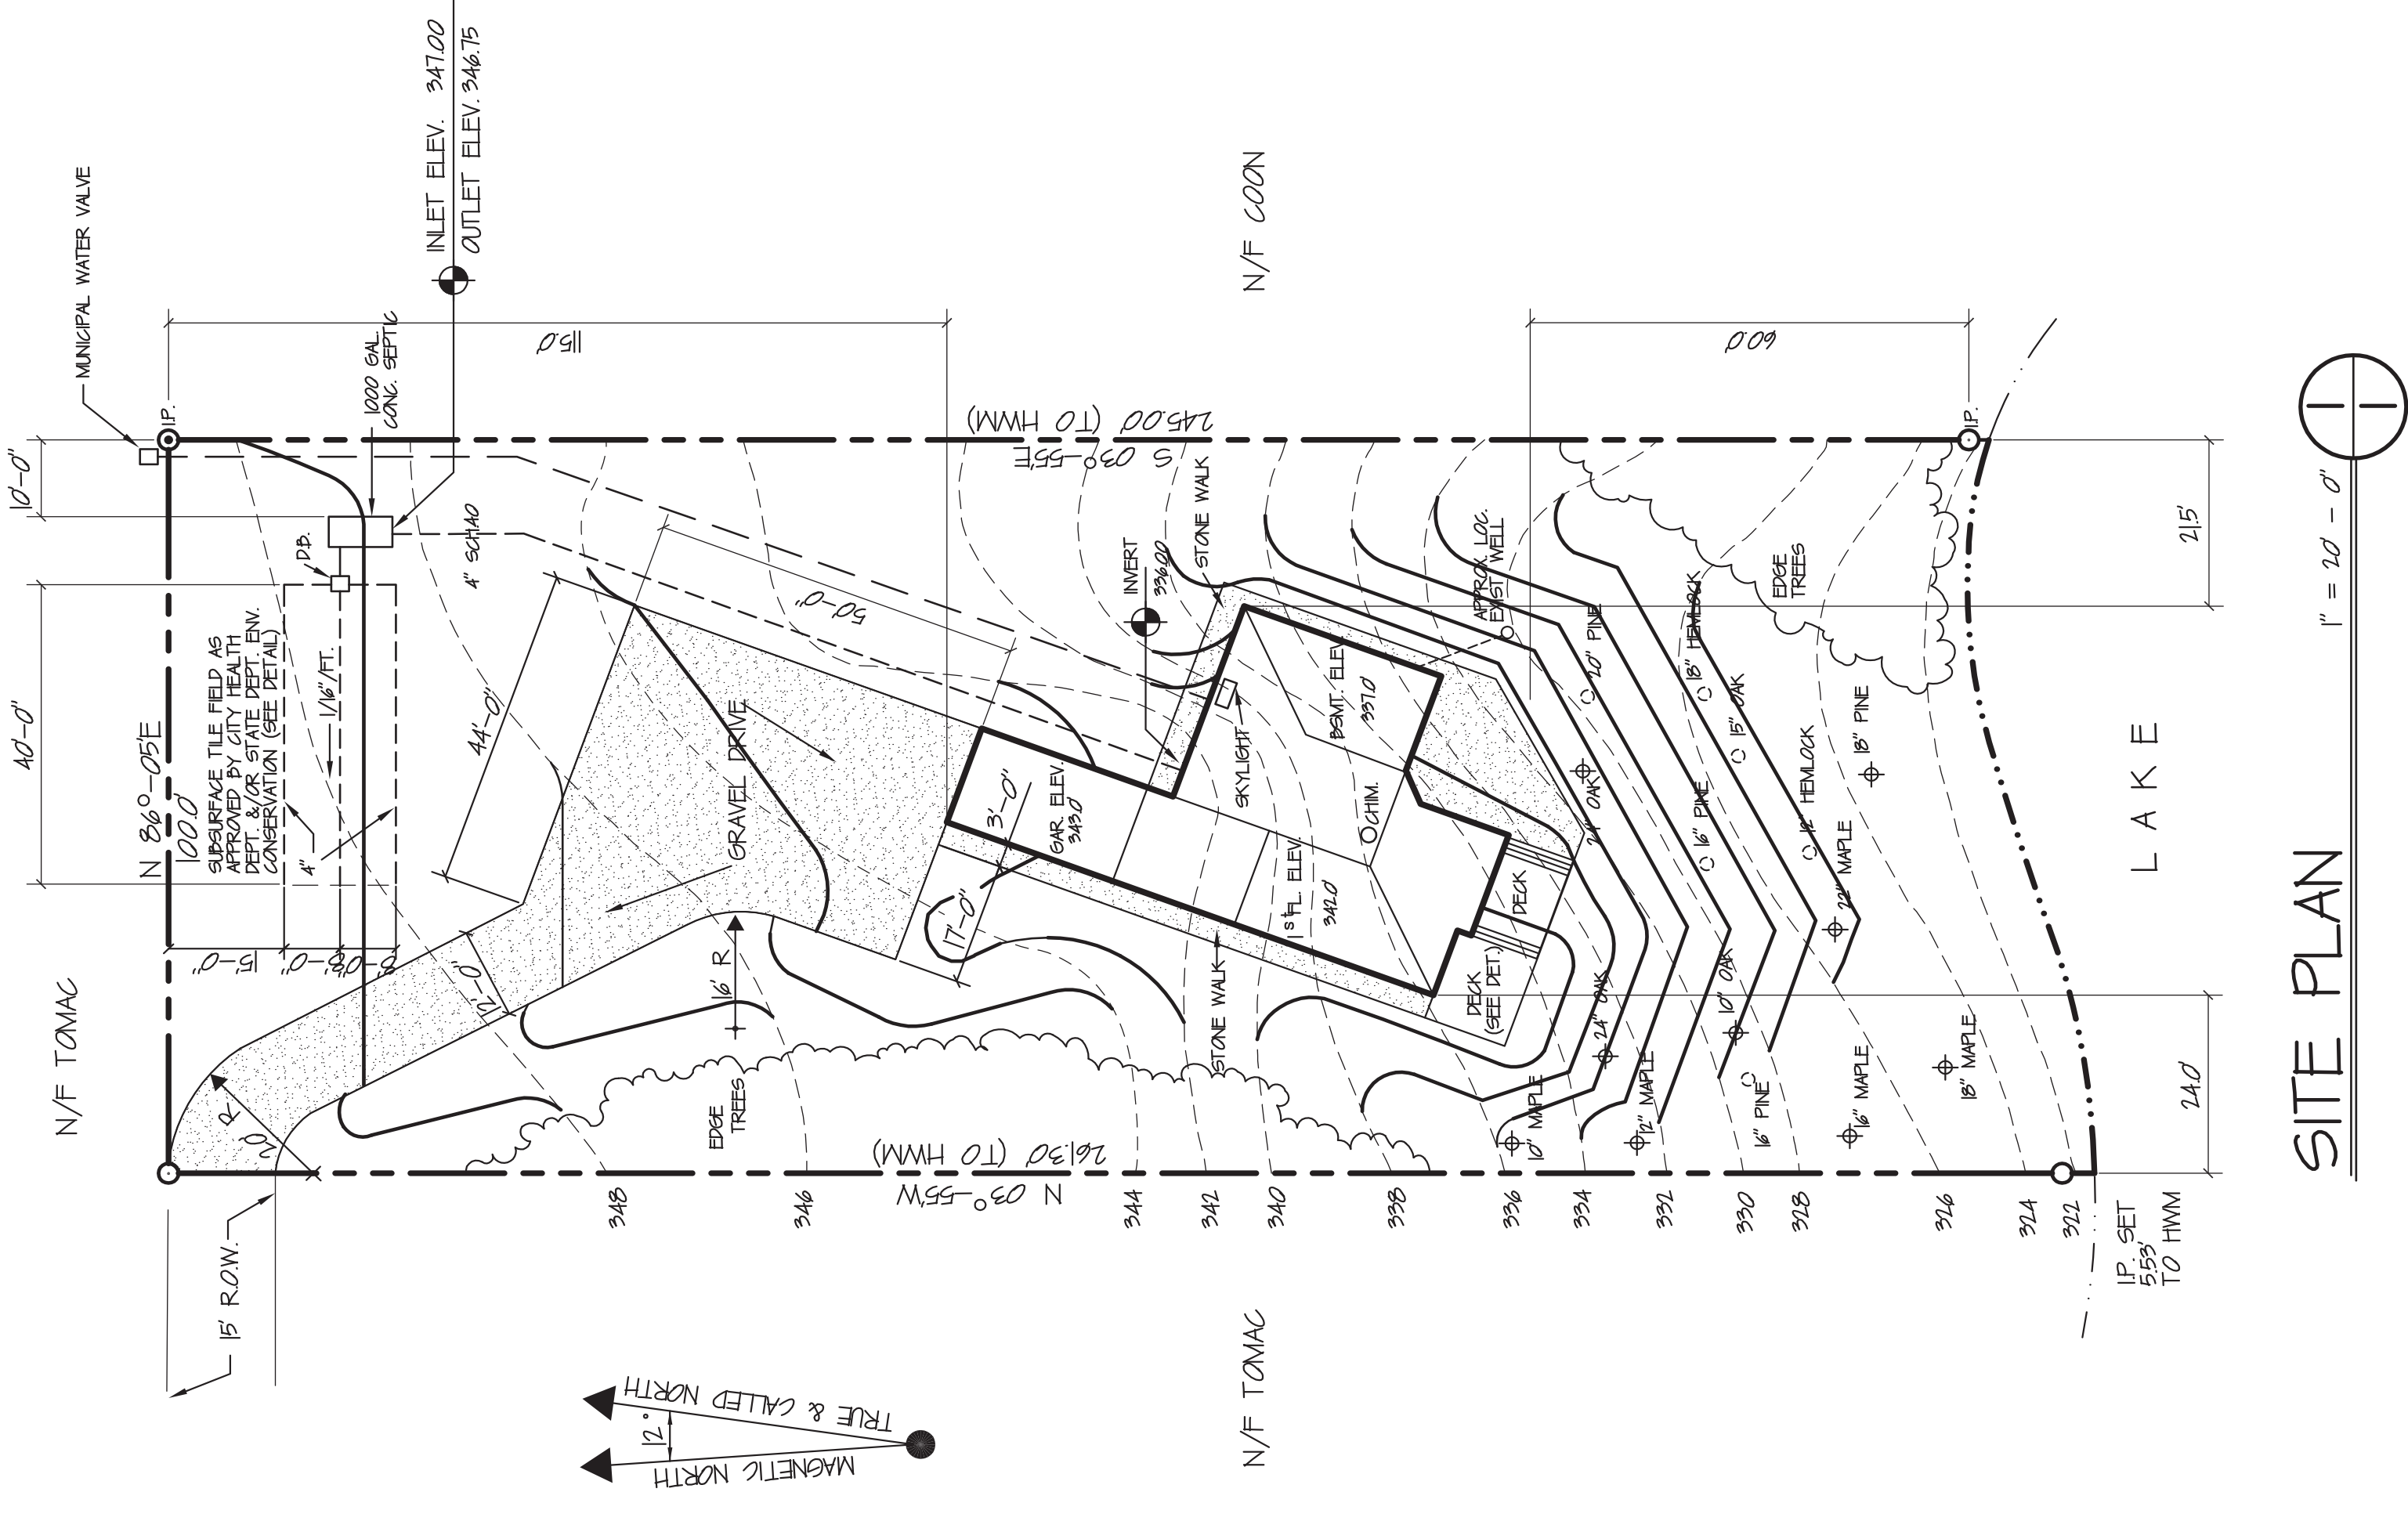 MUNICIPAL WATER VALVE
INLET ELEV. 347.00
OUTLET ELEV. 346.75
10'-0"
40'-0"
I.P.
1000 GAL.
CONC. SEPTIC
115.0'
N/F COON
60.0'
245.00' (TO HWM)
S 03°-55'E
I.P.
D.B.
4" SCH40
N 86°-05'E
100.0'
SUBSURFACE TILE FIELD AS
APPROVED BY CITY HEALTH
DEPT. &/OR STATE DEPT. ENV.
CONSERVATION (SEE DETAIL)
1/16"/FT.
4"
15'-0"
44'-0"
50'-0"
GRAVEL DRIVE
INVERT
336.00'
STONE WALK
APPROX. LOC.
EXIST WELL
20" PINE
18" HEMLOCK
EDGE
TREES
21.5'
15" OAK
BSMT. ELEV.
337.0'
SKYLIGHT
CHIM.
3'-0"
GAR. ELEV.
343.0'
17'-0"
1st FL. ELEV.
342.0'
DECK
DECK
(SEE DET.)
24" OAK
16" PINE
12" HEMLOCK
18" PINE
22" MAPLE
LAKE
12'-0"
16' R
STONE WALK
24" OAK
10" OAK
N/F TOMAC
EDGE
TREES
10" MAPLE
12" MAPLE
16" PINE
16" MAPLE
18" MAPLE
24.0'
261.30' (TO HWM)
N 03°-55'W
348
346
344
342
340
338
336
334
332
330
328
326
324
322
I.P. SET
5.53'
TO HWM
15' R.O.W.
N/F TOMAC
TRUE & CALLED NORTH
12°
MAGNETIC NORTH
SITE PLAN
1" = 20' - 0"